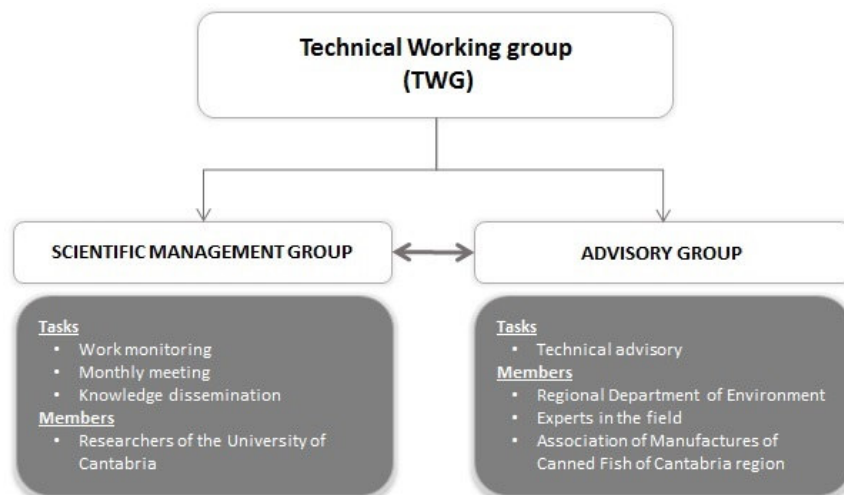 Technical Working group
(TWG)
SCIENTIFIC MANAGEMENT GROUP
ADVISORY GROUP
Tasks
• Work monitoring
• Monthly meeting
• Knowledge dissemination
Members
• Researchers of the University of
Cantabria
Tasks
• Technical advisory
Members
• Regional Department of Environment
• Experts in the field
• Association of Manufactures of
Canned Fish of Cantabria region